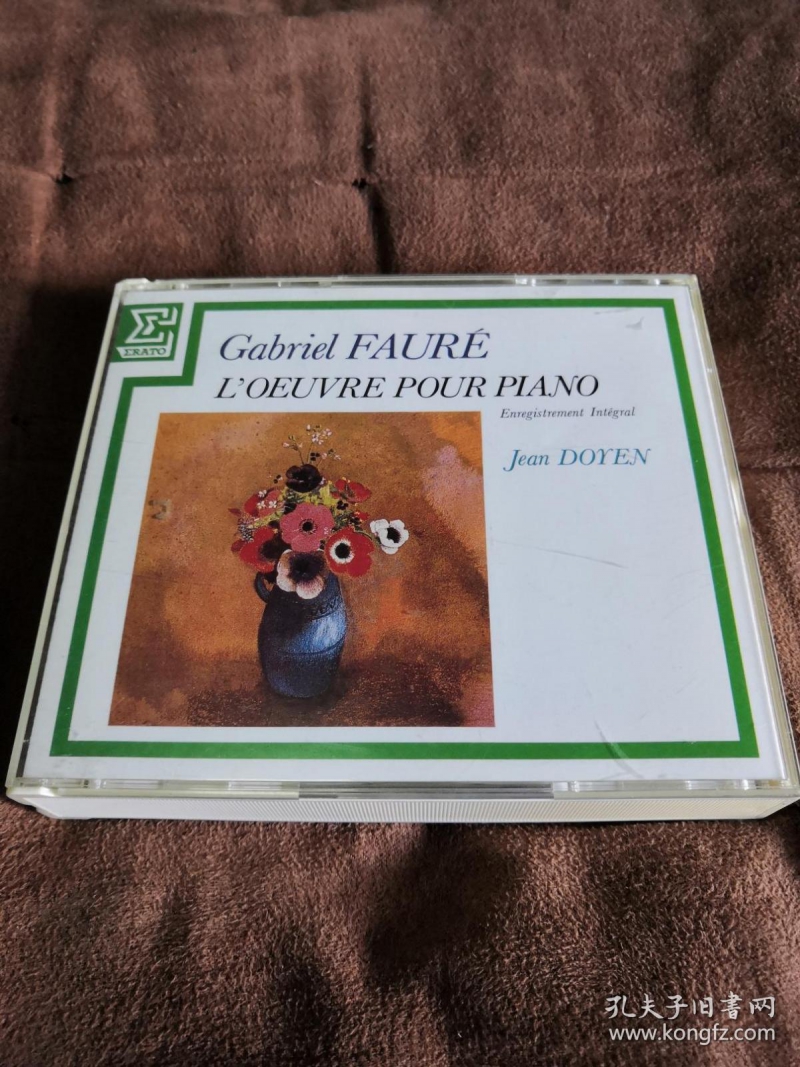 ERATO
Gabriel FAURÉ
L'OEUVRE POUR PIANO
Enregistrement Intégral
Jean DOYEN
孔夫子旧书网
www.kongfz.com